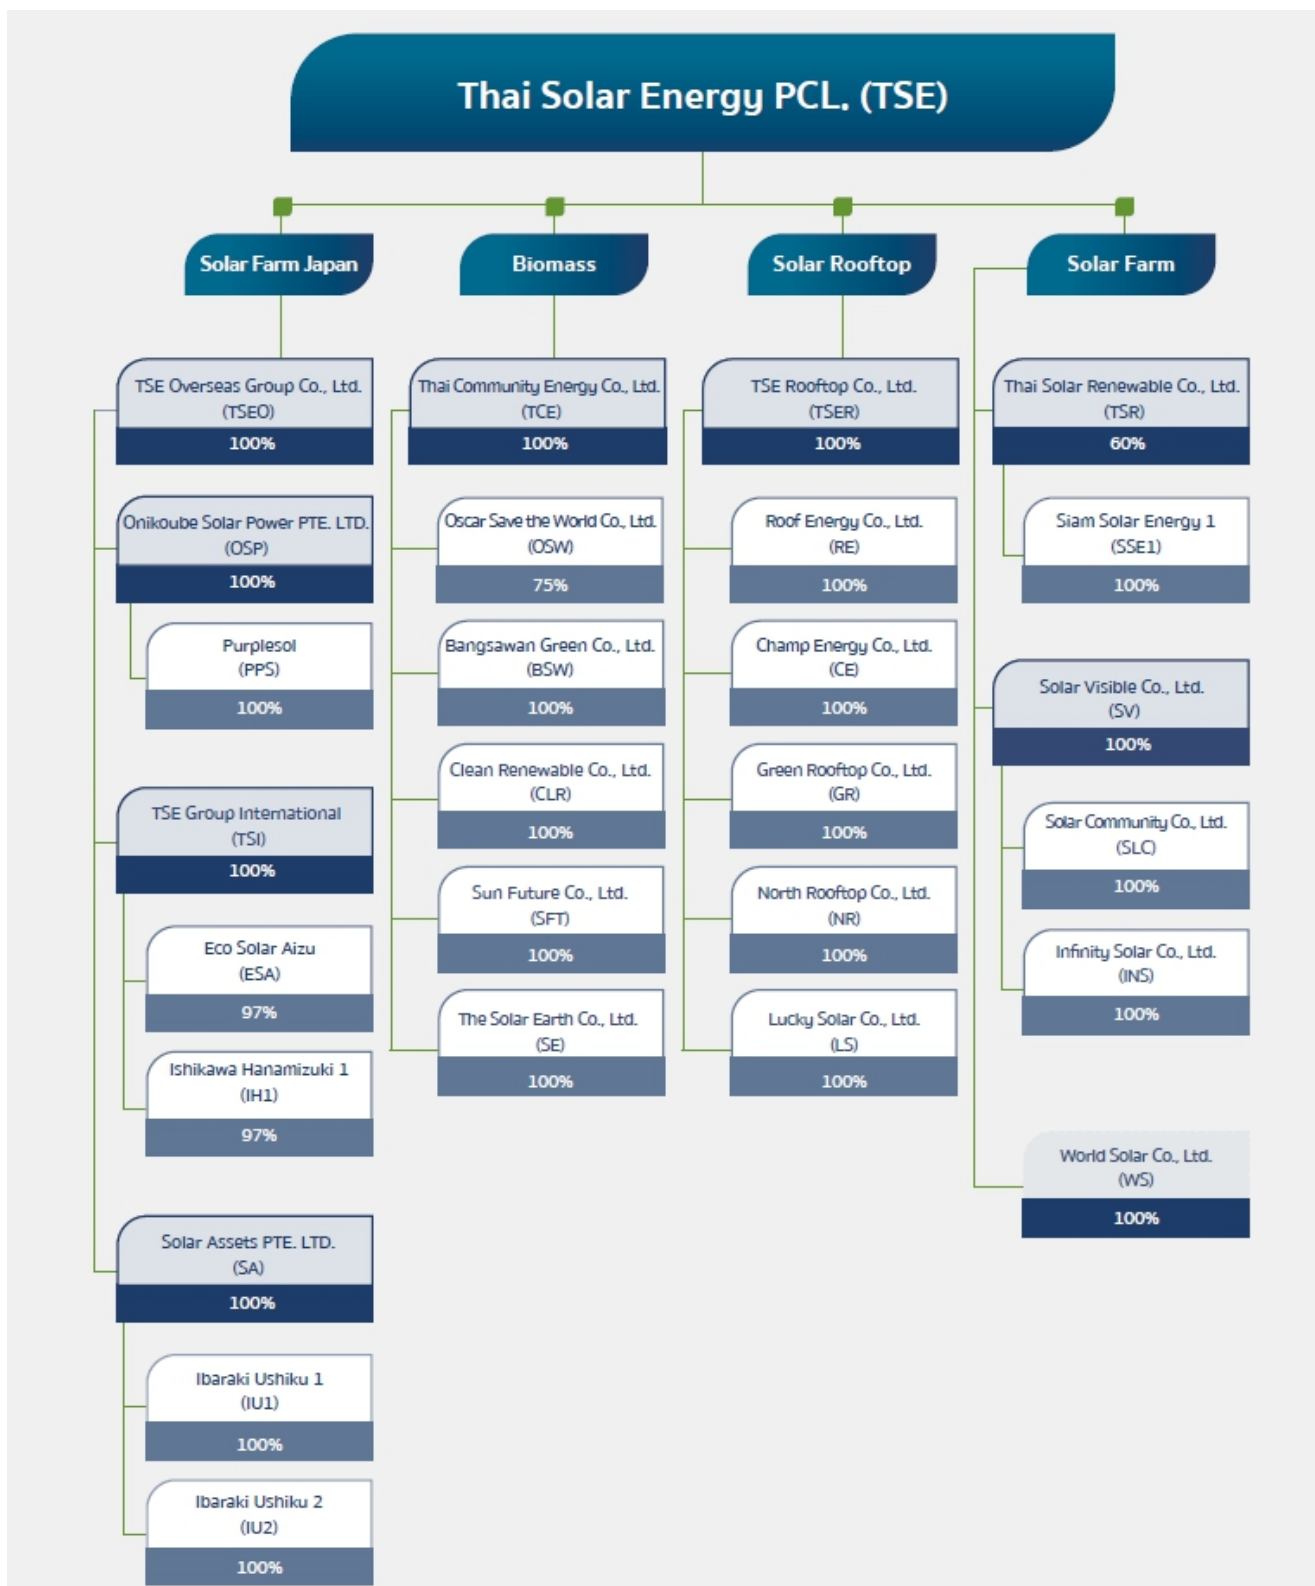 Thai Solar Energy PCL. (TSE)
Solar Farm Japan
TSE Overseas Group Co., Ltd.
(TSEO)
100%
Onikoube Solar Power PTE. LTD.
(OSP)
100%
Purplesol
(PPS)
100%
TSE Group International
(TSI)
100%
Eco Solar Aizu
(ESA)
97%
Ishikawa Hanamizuki 1
(IH1)
97%
Solar Assets PTE. LTD.
(SA)
100%
Ibaraki Ushiku 1
(IU1)
100%
Ibaraki Ushiku 2
(IU2)
100%
Biomass
Thai Community Energy Co., Ltd.
(TCE)
100%
Oscar Save the World Co., Ltd.
(OSW)
75%
Bangsawan Green Co., Ltd.
(BSW)
100%
Clean Renewable Co., Ltd.
(CLR)
100%
Sun Future Co., Ltd.
(SFT)
100%
The Solar Earth Co., Ltd.
(SE)
100%
Solar Rooftop
TSE Rooftop Co., Ltd.
(TSER)
100%
Roof Energy Co., Ltd.
(RE)
100%
Champ Energy Co., Ltd.
(CE)
100%
Green Rooftop Co., Ltd.
(GR)
100%
North Rooftop Co., Ltd.
(NR)
100%
Lucky Solar Co., Ltd.
(LS)
100%
Solar Farm
Thai Solar Renewable Co., Ltd.
(TSR)
60%
Siam Solar Energy 1
(SSE1)
100%
Solar Visible Co., Ltd.
(SV)
100%
Solar Community Co., Ltd.
(SLC)
100%
Infinity Solar Co., Ltd.
(INS)
100%
World Solar Co., Ltd.
(WS)
100%